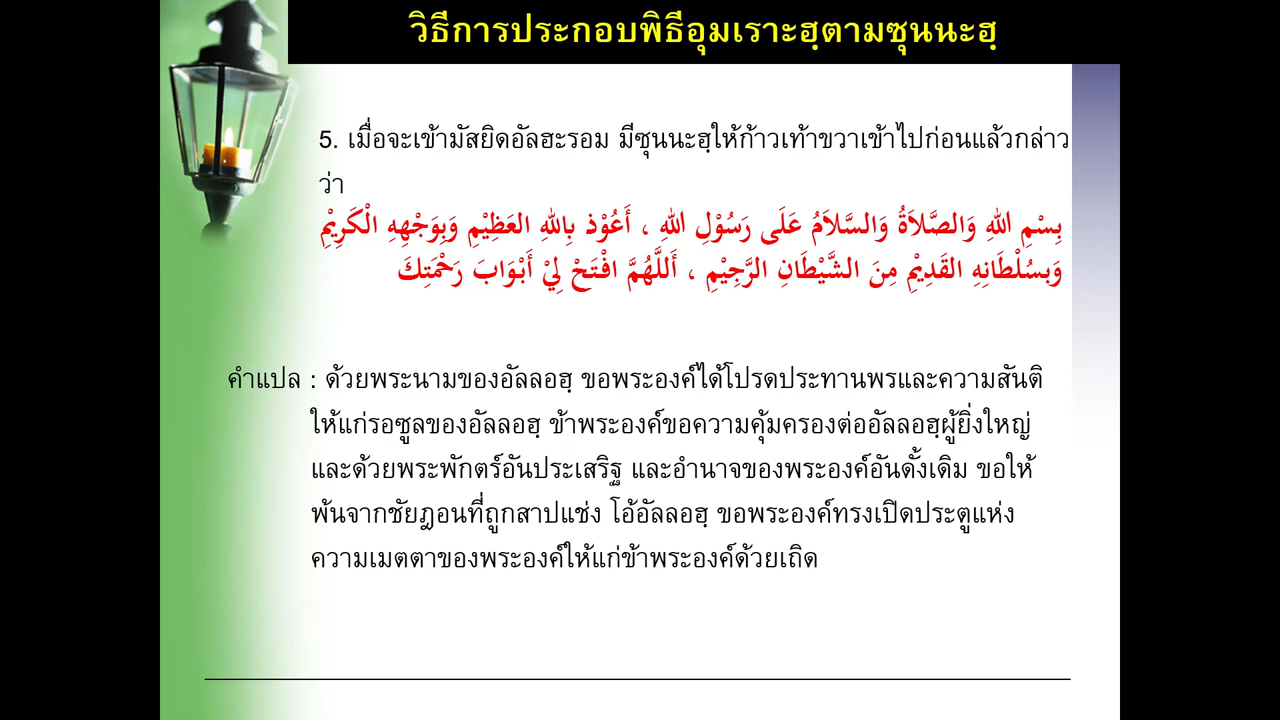 วิธีการประกอบพิธีอุมเราะฮฺตามซุนนะฮฺ
5. เมื่อจะเข้ามัสยิดอัลฮะรอม มีซุนนะฮฺให้ก้าวเท้าขวาเข้าไปก่อนแล้วกล่าว
ว่า
بِسْمِ اللهِ وَالصَّلاَةُ وَالسَّلاَمُ عَلَى رَسُوْلِ اللهِ ، أَعُوْذ بِاللهِ العَظِيْمِ وَبِوَجْهِهِ الْكَرِيْمِ
وَبسُلْطَانِهِ القَدِيْمِ مِنَ الشَّيْطَانِ الرَّجِيْمِ ، أَللَّهُمَّ افْتَحْ لِيْ أَبْوَابَ رَحْمَتِكَ
คำแปล : ด้วยพระนามของอัลลอฮฺ ขอพระองค์ได้โปรดประทานพรและความสันติ
ให้แก่รอซูลของอัลลอฮฺ ข้าพระองค์ขอความคุ้มครองต่ออัลลอฮฺผู้ยิ่งใหญ่
และด้วยพระพักตร์อันประเสริฐ และอำนาจของพระองค์อันดั้งเดิม ขอให้
พ้นจากชัยฎอนที่ถูกสาปแช่ง โอ้อัลลอฮฺ ขอพระองค์ทรงเปิดประตูแห่ง
ความเมตตาของพระองค์ให้แก่ข้าพระองค์ด้วยเถิด